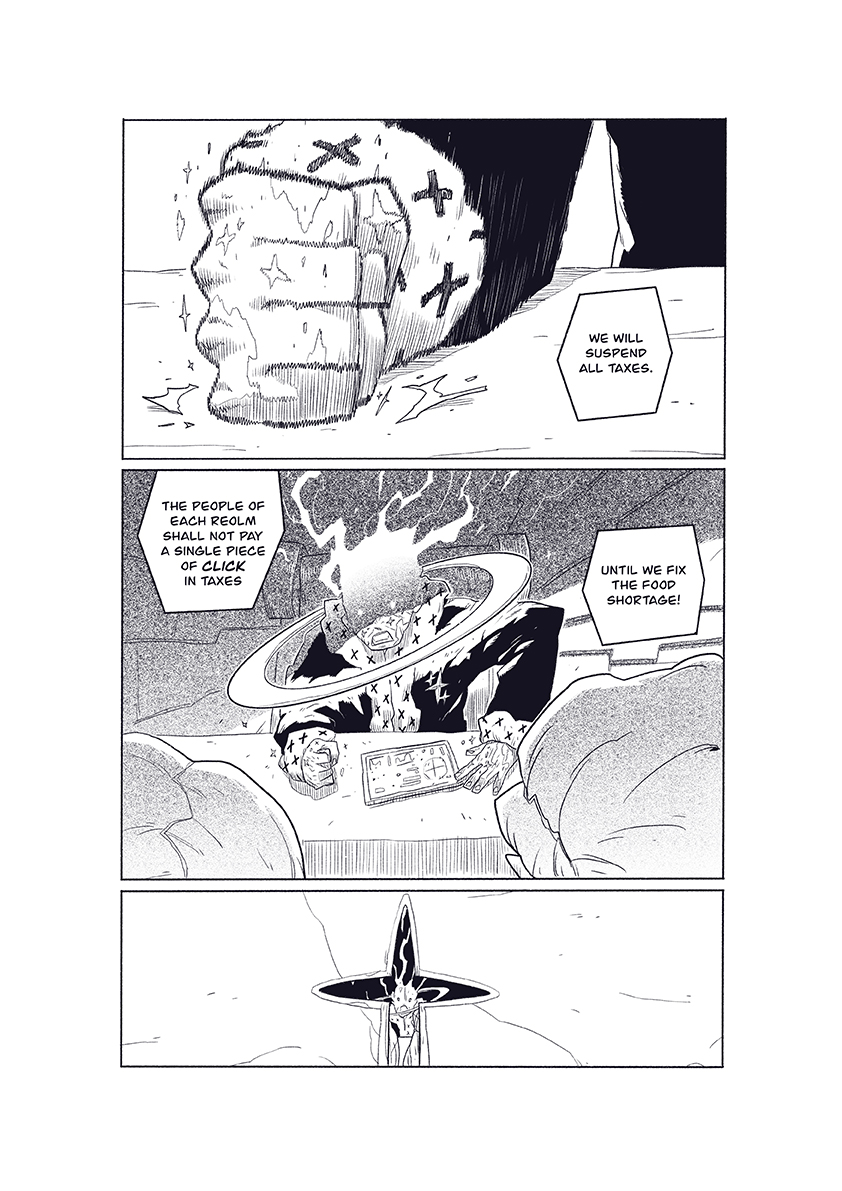 WE WILL
SUSPEND
ALL TAXES.
THE PEOPLE OF
EACH REOLM
SHALL NOT PAY
A SINGLE PIECE
OF CLICK
IN TAXES
UNTIL WE FIX
THE FOOD
SHORTAGE!